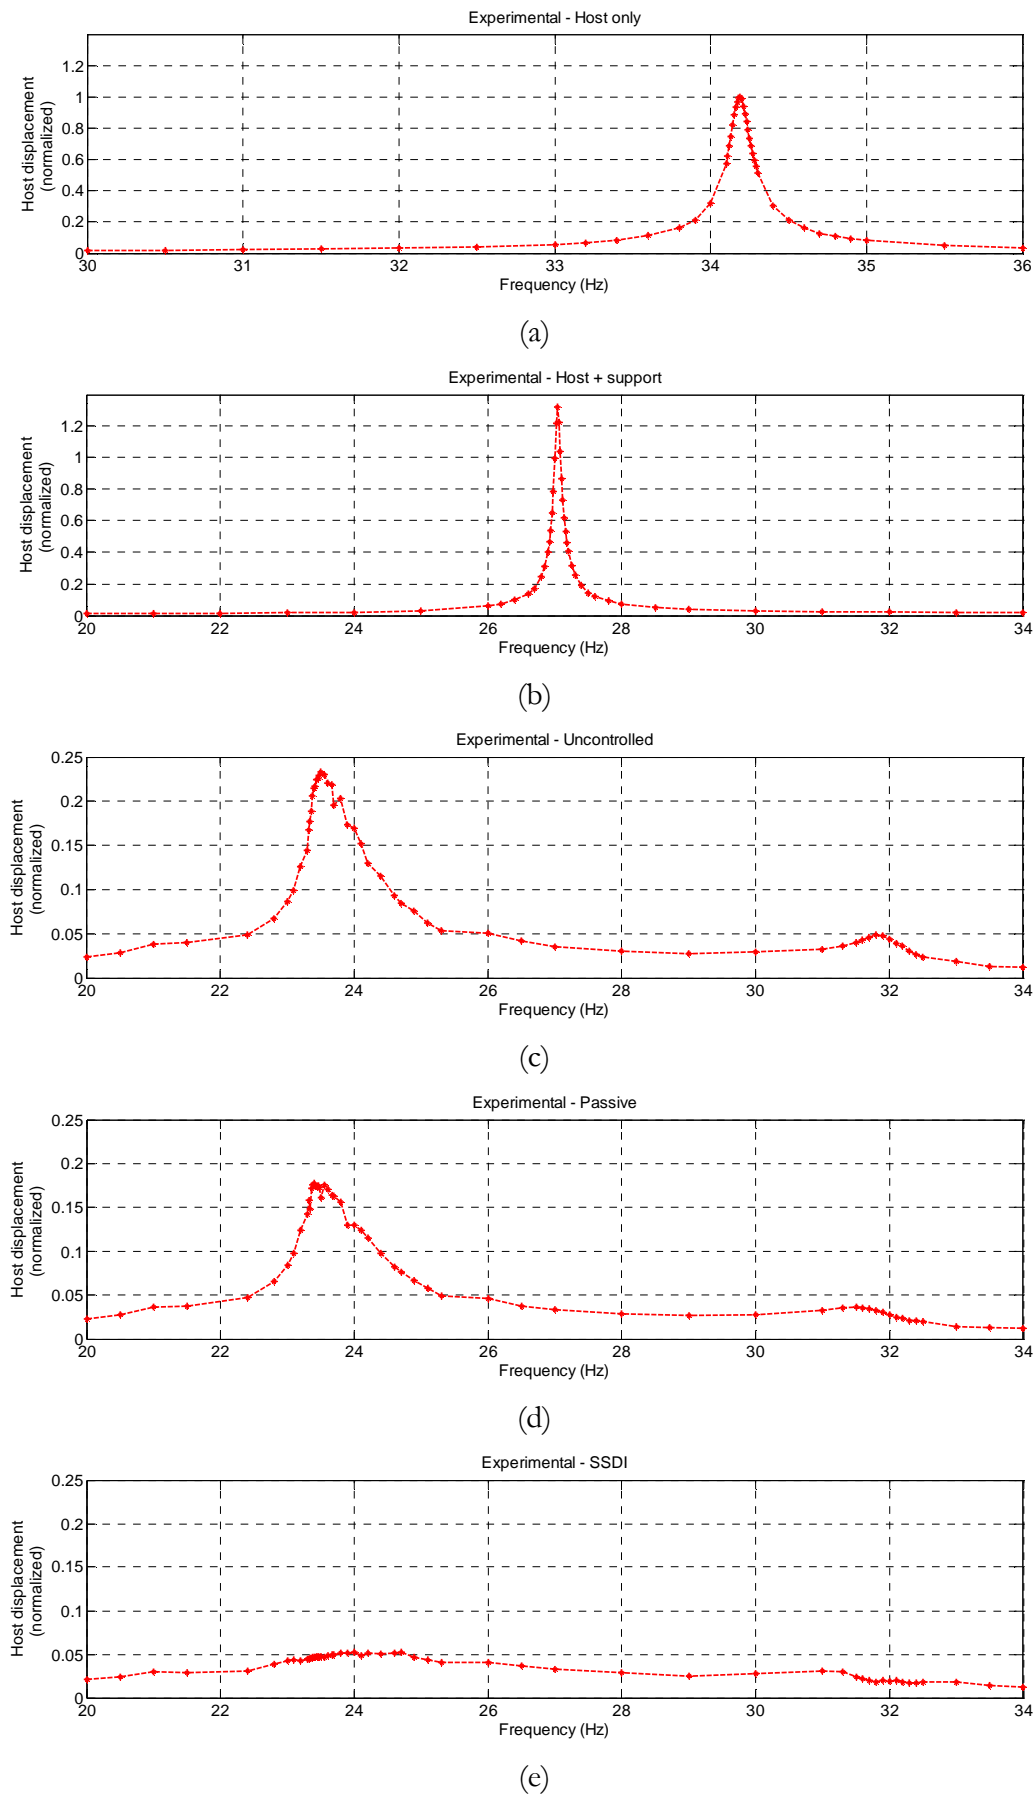 Experimental - Host only
Host displacement
(normalized)
1.2
1
0.8
0.6
0.4
0.2
0
30 31 32 33 34 35 36
Frequency (Hz)
(a)
Experimental - Host + support
Host displacement
(normalized)
1.2
1
0.8
0.6
0.4
0.2
0
20 22 24 26 28 30 32 34
Frequency (Hz)
(b)
Experimental - Uncontrolled
Host displacement
(normalized)
0.25
0.2
0.15
0.1
0.05
0
20 22 24 26 28 30 32 34
Frequency (Hz)
(c)
Experimental - Passive
Host displacement
(normalized)
0.25
0.2
0.15
0.1
0.05
0
20 22 24 26 28 30 32 34
Frequency (Hz)
(d)
Experimental - SSDI
Host displacement
(normalized)
0.25
0.2
0.15
0.1
0.05
0
20 22 24 26 28 30 32 34
Frequency (Hz)
(e)